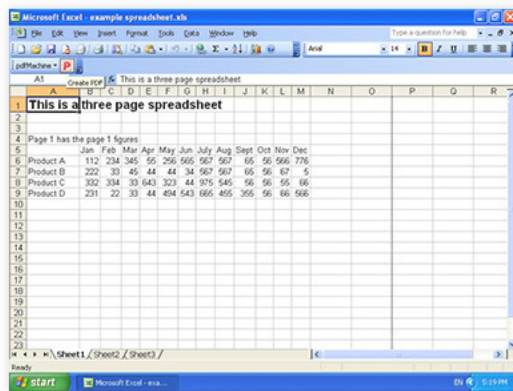 Microsoft Excel - example spreadsheet.xls
File Edit View Insert Format Tools Data Window Help Type a question for help
Arial 14 B I U
pdfMachine
A1 Create PDF fx This is a three page spreadsheet
A B C D E F G H I J K L M N O P Q R
1 This is a three page spreadsheet
2
3
4 Page 1 has the page 1 figures
5 Jan Feb Mar Apr May Jun July Aug Sept Oct Nov Dec
6 Product A 112 234 345 55 256 565 567 567 65 56 566 776
7 Product B 222 33 45 44 44 34 567 567 65 56 67 5
8 Product C 332 334 33 643 323 44 975 545 56 56 55 66
9 Product D 231 22 33 44 494 543 665 455 355 56 66 566
10
11
12
13
14
15
16
17
18
19
20
21
22
23
Sheet1 / Sheet2 / Sheet3 /
Ready
start Microsoft Excel - exa... EN 5:19 PM